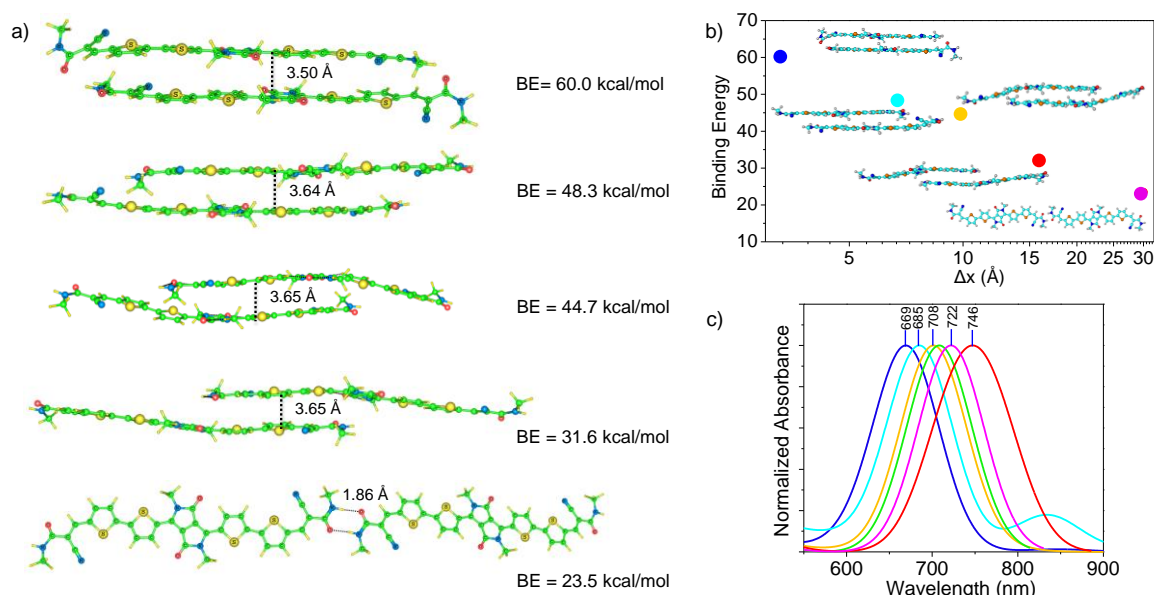 a)
S
S
S
S
3.50 Å
S
S
S
S
BE= 60.0 kcal/mol
3.64 Å
BE = 48.3 kcal/mol
3.65 Å
BE = 44.7 kcal/mol
3.65 Å
BE = 31.6 kcal/mol
1.86 Å
S
S
S
S
S
S
S
S
BE = 23.5 kcal/mol
b)
Binding Energy
70
60
50
40
30
20
10
5
10
15
20
25
30
Δx (Å)
c)
669
685
708
722
746
Normalized Absorbance
600
700
800
900
Wavelength (nm)